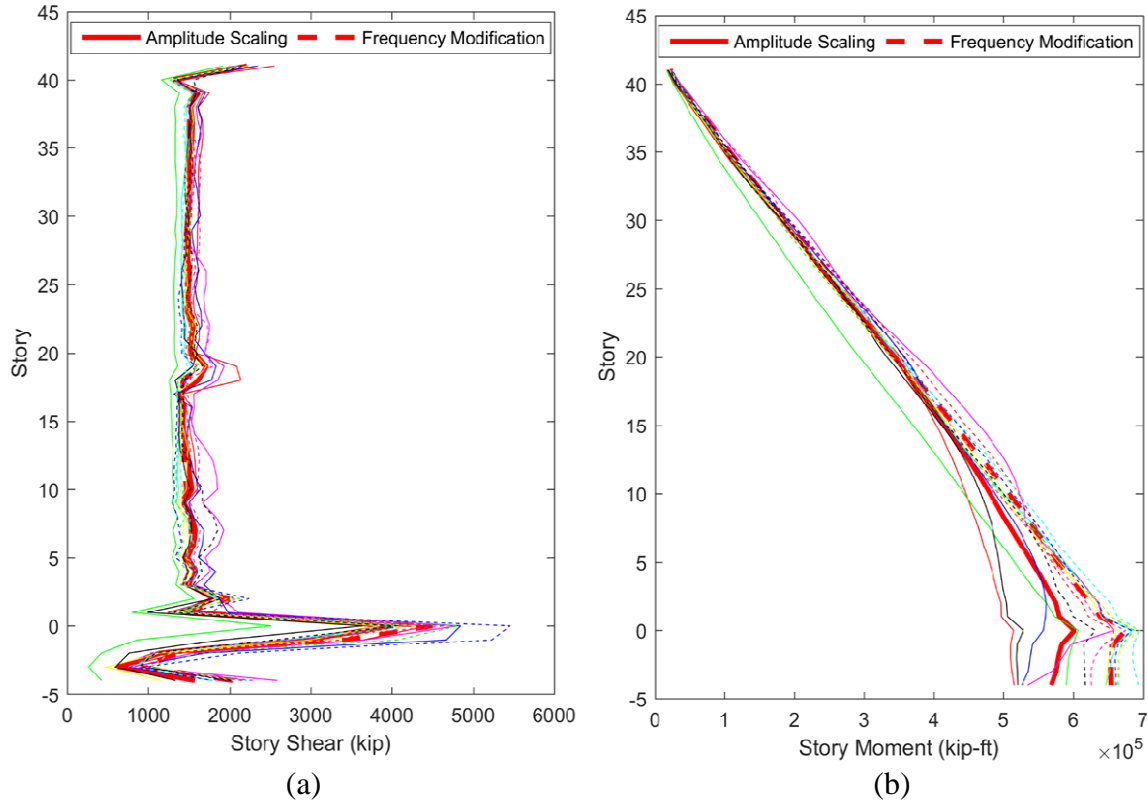 45
Amplitude Scaling Frequency Modification
40
35
30
25
20
15
10
5
0
-5
Story
0 1000 2000 3000 4000 5000 6000
Story Shear (kip)
(a)
45
Amplitude Scaling Frequency Modification
40
35
30
25
20
15
10
5
0
-5
Story
0 1 2 3 4 5 6 7
Story Moment (kip-ft)
×10⁵
(b)